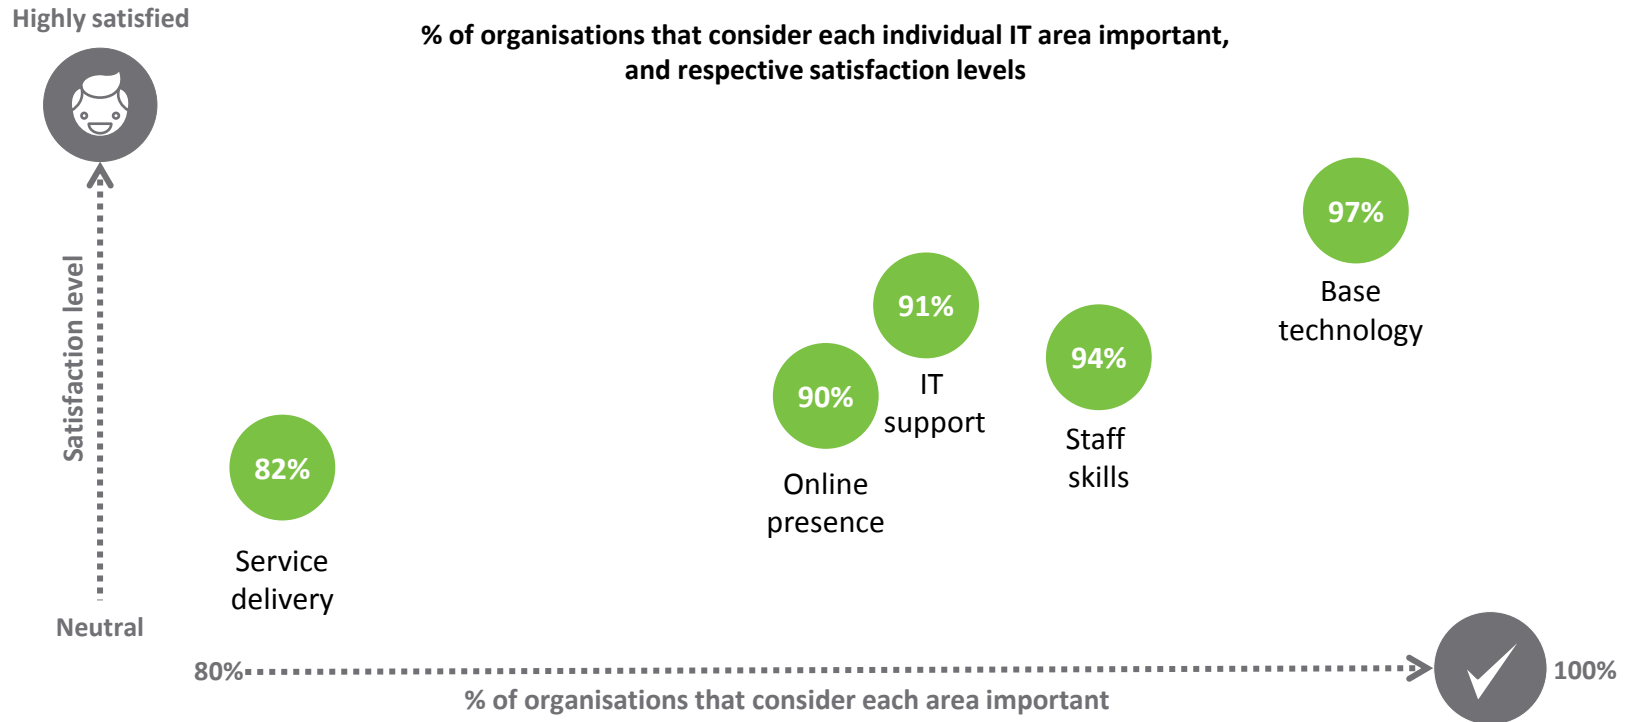 Highly satisfied
% of organisations that consider each individual IT area important,
and respective satisfaction levels
97%
Base
technology
91%
IT
support
94%
Staff
skills
90%
Online
presence
82%
Service
delivery
Satisfaction level
Neutral
80%
100%
% of organisations that consider each area important